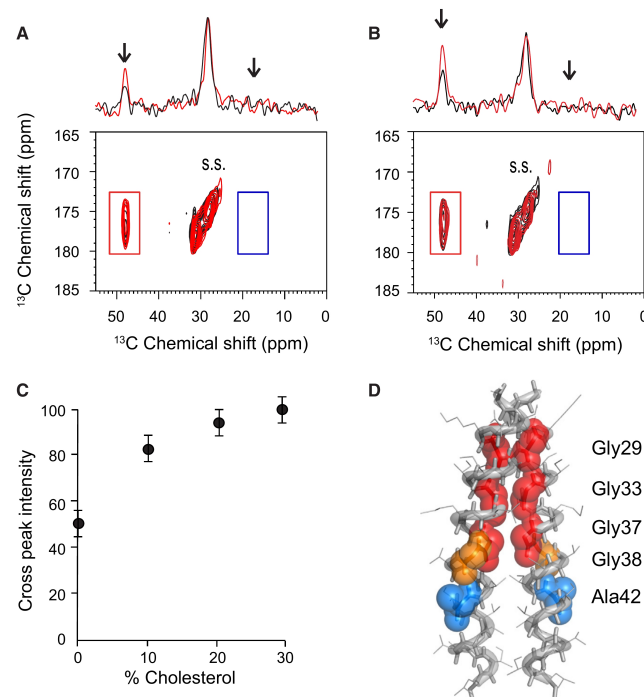 A
B
165
170
175
180
185
s.s.
50 40 30 20 10 0
¹³C Chemical shift (ppm)
¹³C Chemical shift (ppm)
165
170
175
180
185
s.s.
50 40 30 20 10 0
¹³C Chemical shift (ppm)
C
100
80
60
40
20
0
Cross peak intensity
0 10 20 30
% Cholesterol
D
Gly29
Gly33
Gly37
Gly38
Ala42